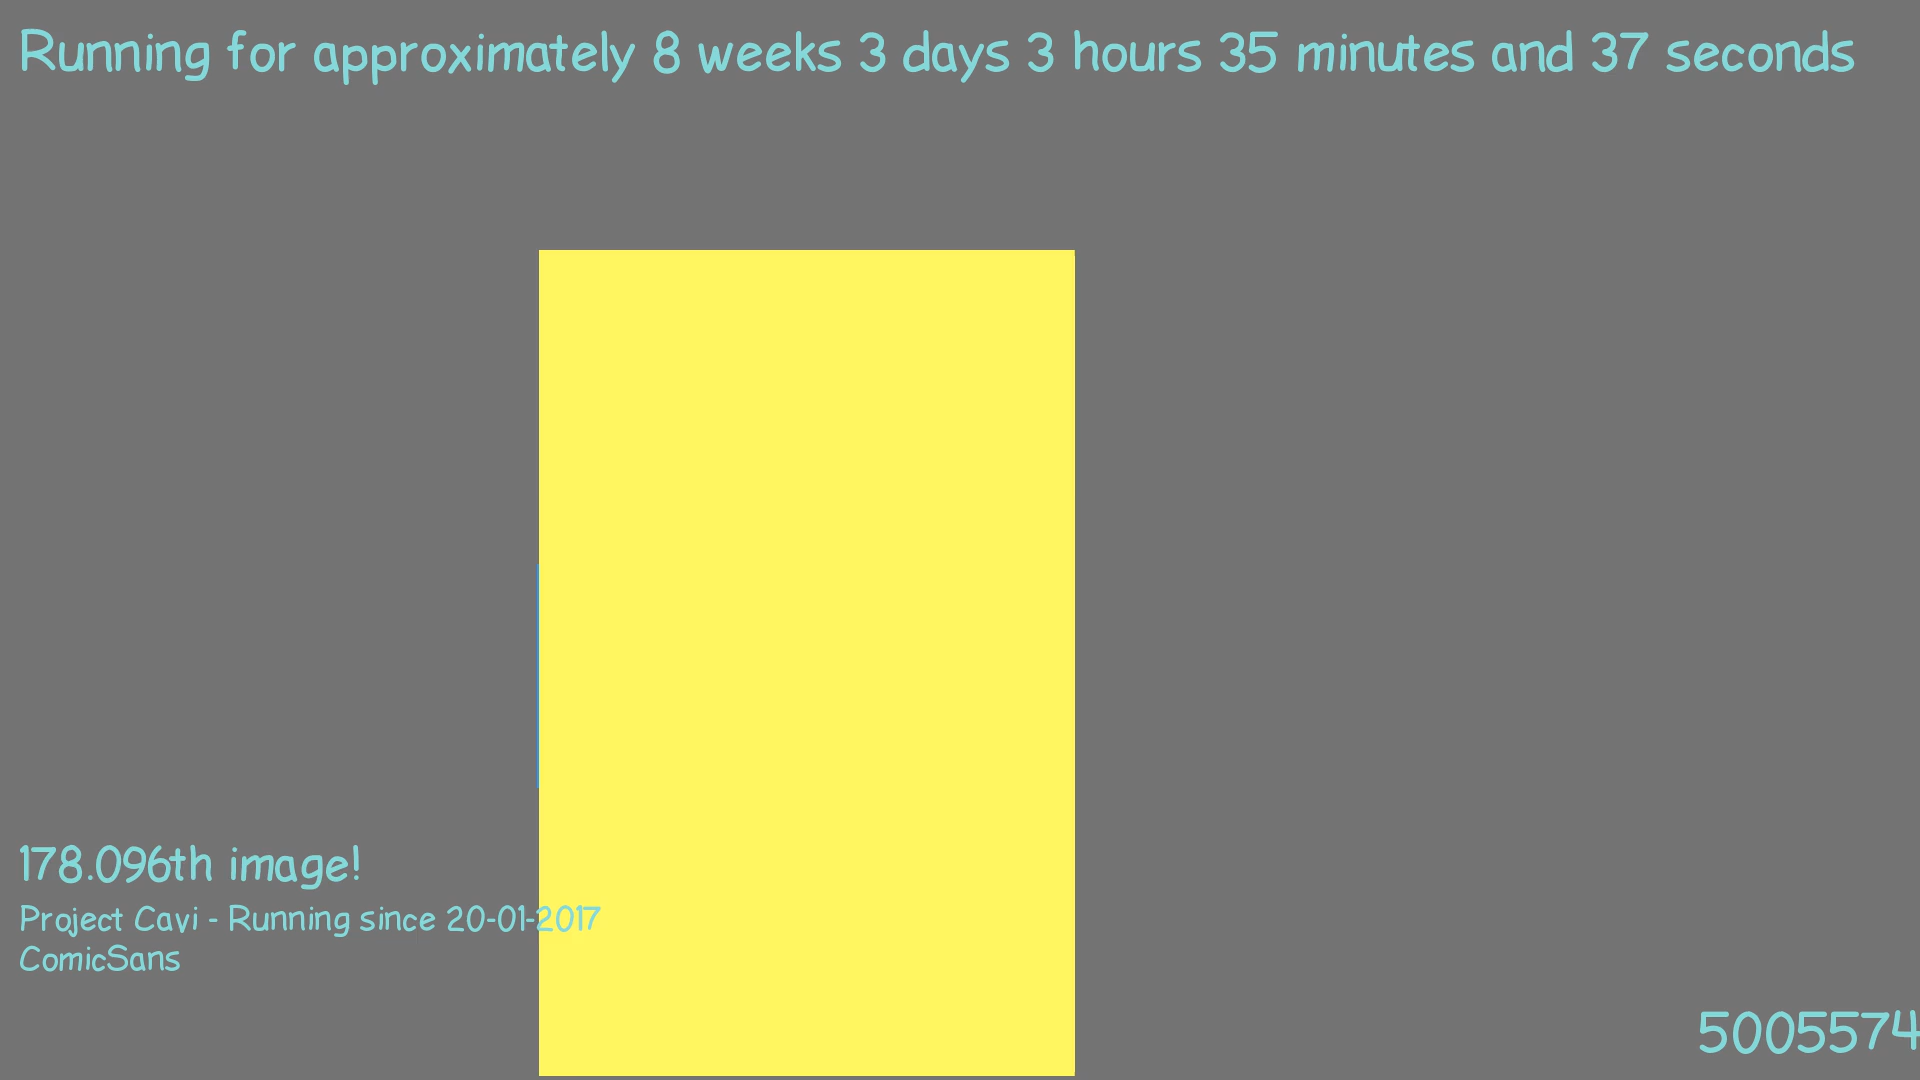 Running for approximately 8 weeks 3 days 3 hours 35 minutes and 37 seconds
178.096th image!
Project Cavi - Running since 20-01-2017
ComicSans
5005574